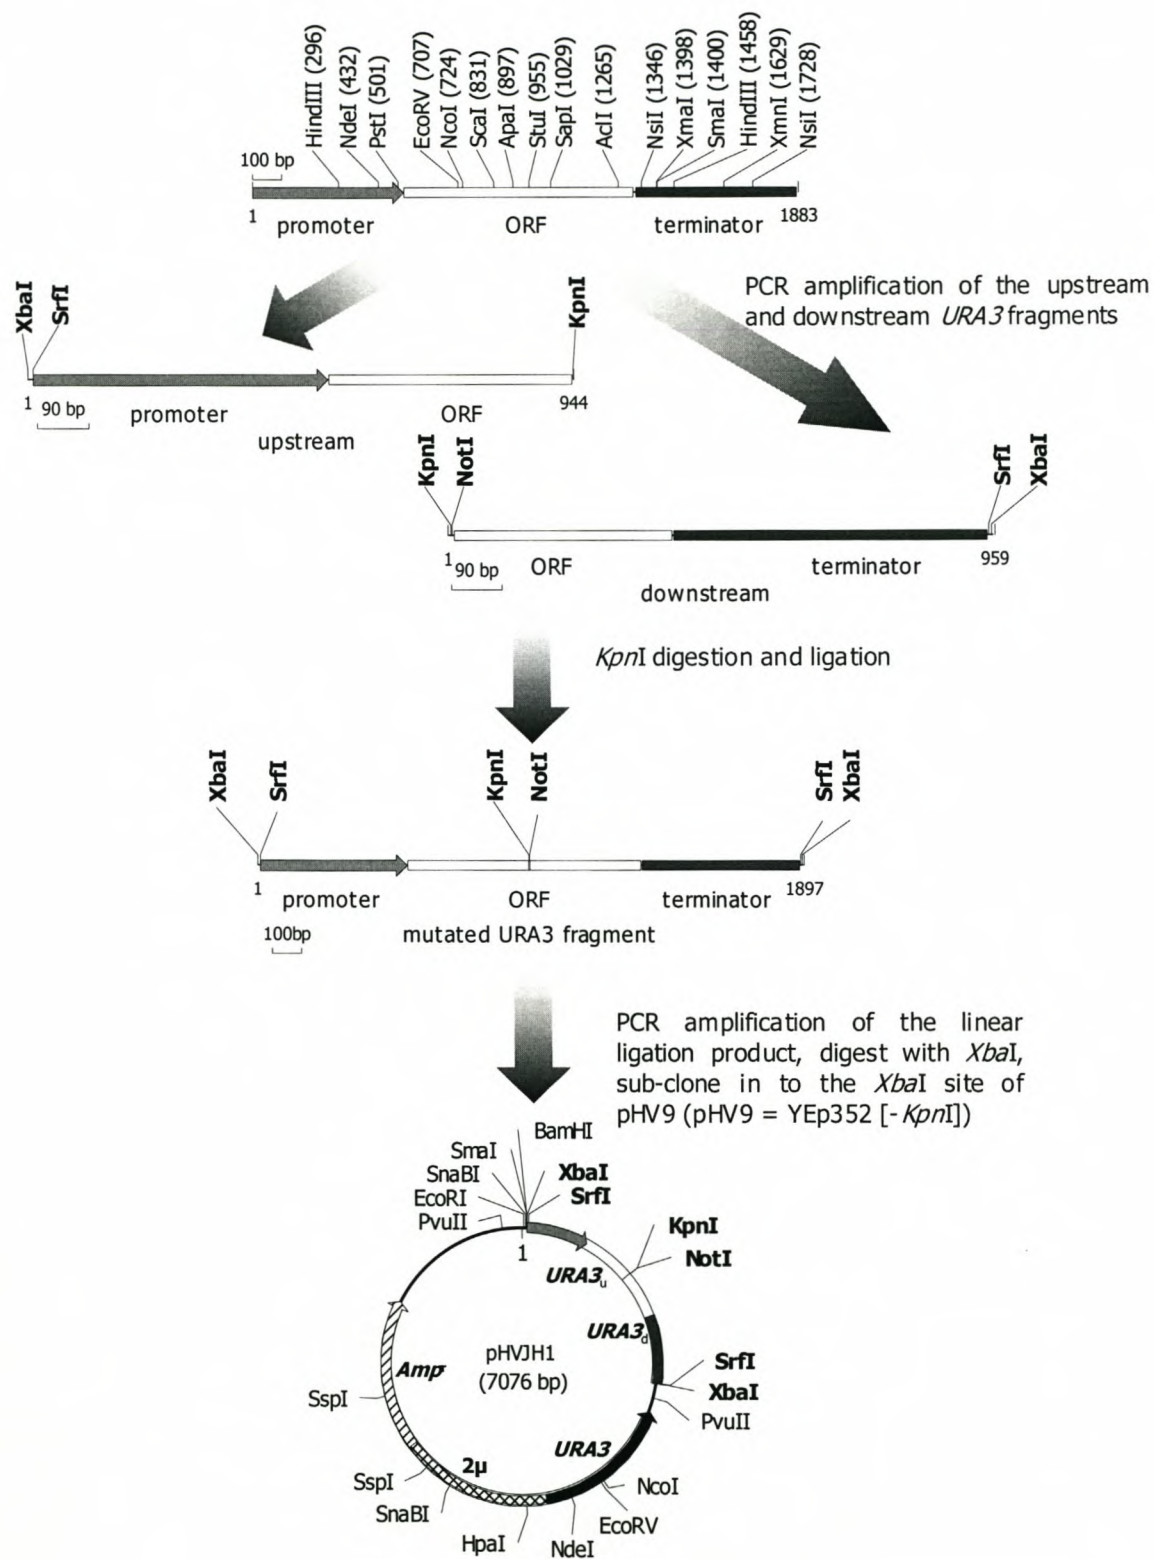 HindIII (296)
NdeI (432)
PstI (501)
EcoRV (707)
NcoI (724)
ScaI (831)
ApaI (897)
StuI (955)
SapI (1029)
AclI (1265)
NsiI (1346)
XmaI (1398)
SmaI (1400)
HindIII (1458)
XmnI (1629)
NsiI (1728)
100 bp
1 promoter ORF terminator 1883
PCR amplification of the upstream
and downstream URA3 fragments
XbaI
SrfI
KpnI
1 90 bp promoter ORF 944
upstream
KpnI
NotI
SrfI
XbaI
1 90 bp ORF terminator 959
downstream
KpnI digestion and ligation
XbaI
SrfI
KpnI
NotI
SrfI
XbaI
1 promoter ORF terminator 1897
100bp mutated URA3 fragment
PCR amplification of the linear
ligation product, digest with XbaI,
sub-clone in to the XbaI site of
pHV9 (pHV9 = YEp352 [-KpnI])
BamHI
SmaI
SnaBI
EcoRI
PvuII
XbaI
SrfI
KpnI
NotI
1
URA3u
URA3d
pHVJH1
(7076 bp)
SrfI
XbaI
PvuII
Ampr
SspI
URA3
2μ
NcoI
SspI
SnaBI
EcoRV
HpaI
NdeI